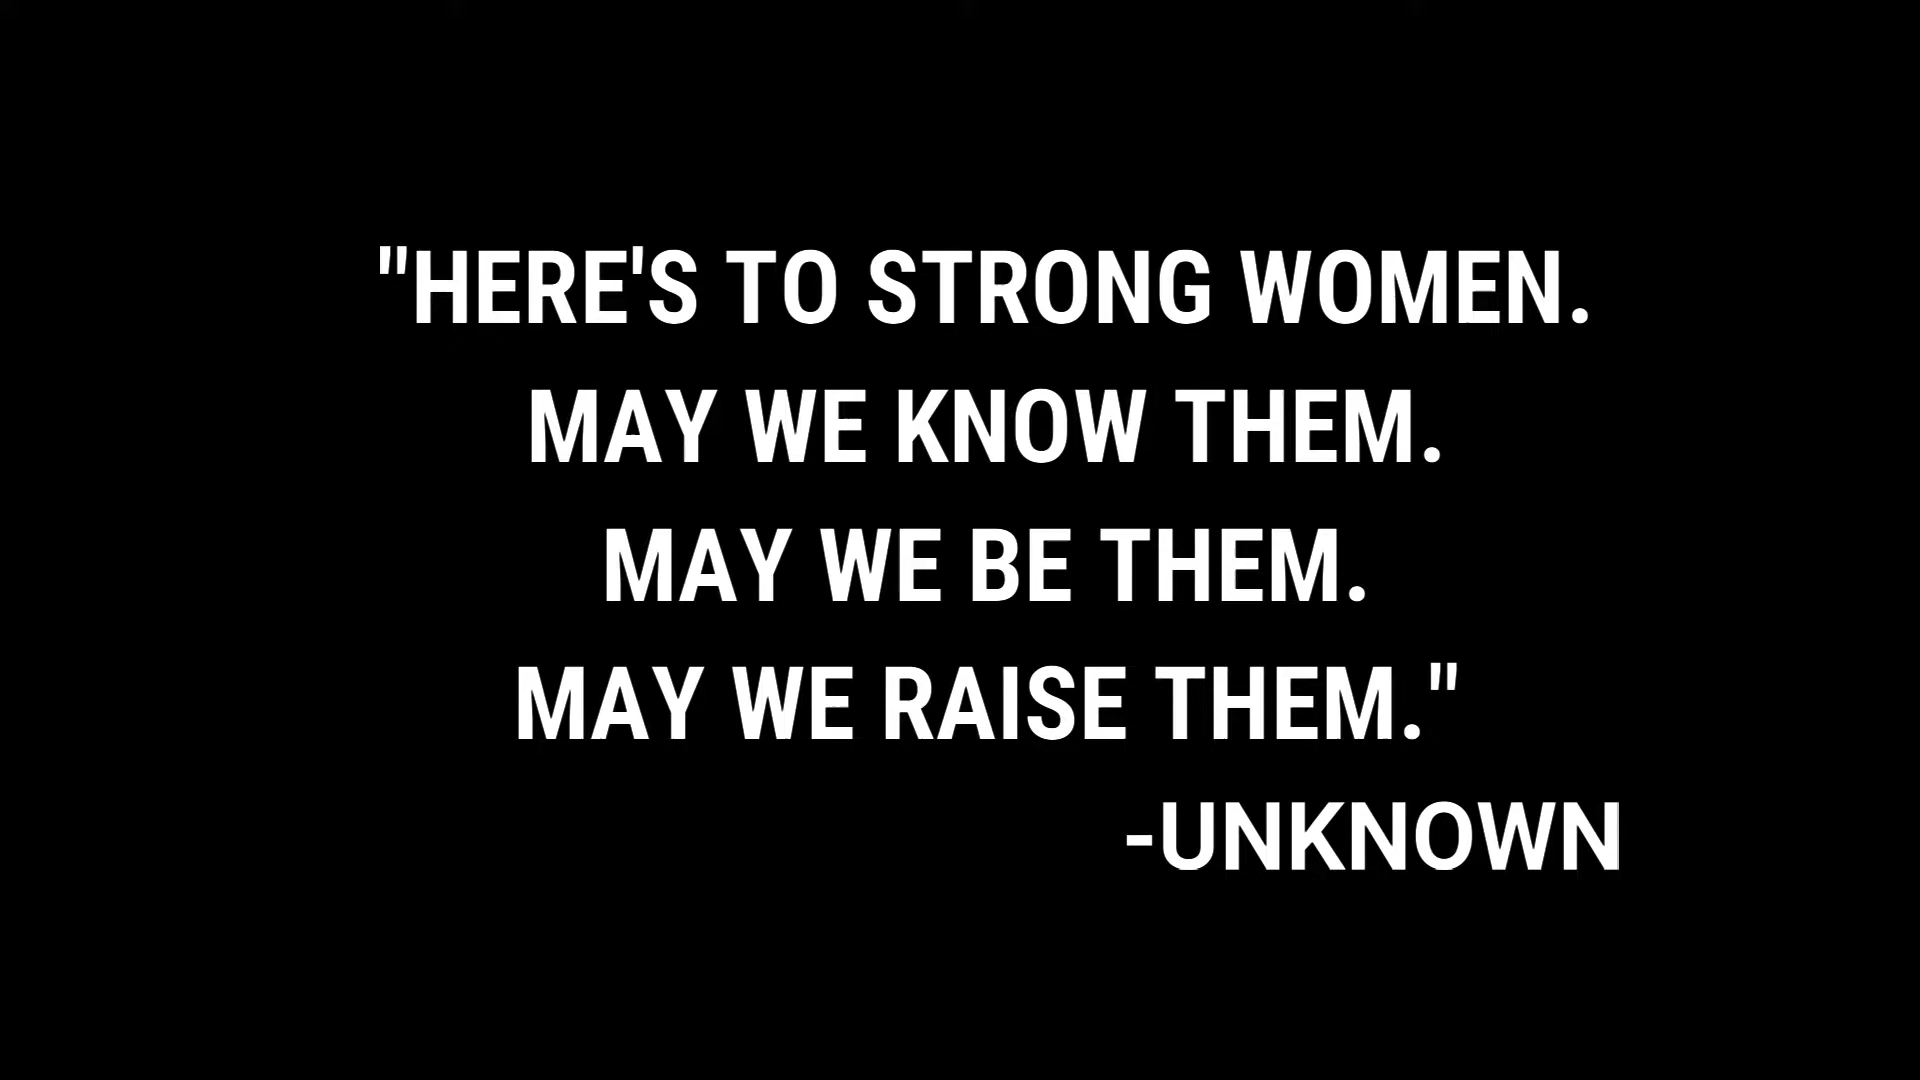 "HERE'S TO STRONG WOMEN.
MAY WE KNOW THEM.
MAY WE BE THEM.
MAY WE RAISE THEM."
-UNKNOWN